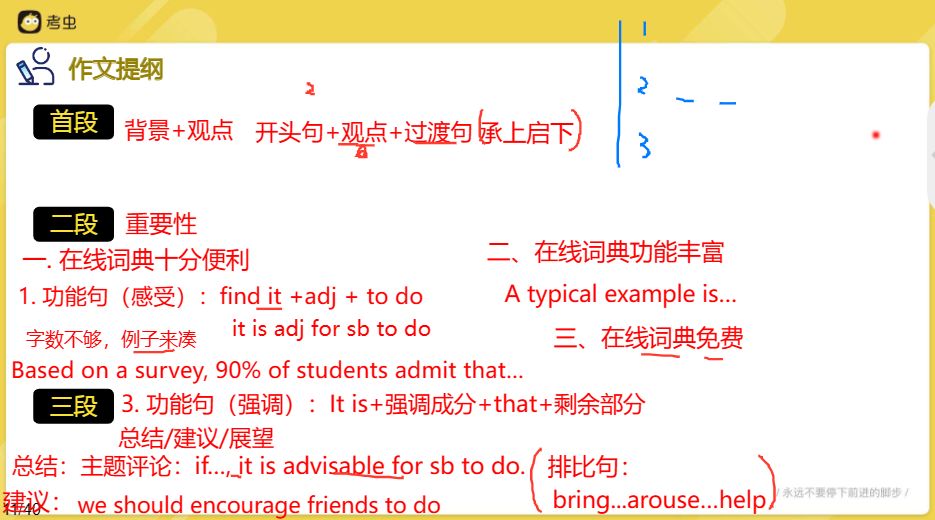 考虫
作文提纲
1
2
2
3
首段 背景+观点 开头句+观点+过渡句(承上启下)
二段 重要性
一. 在线词典十分便利
二、在线词典功能丰富
1. 功能句（感受）：find it +adj + to do
A typical example is...
字数不够，例子来凑
it is adj for sb to do
三、在线词典免费
Based on a survey, 90% of students admit that...
三段 3. 功能句（强调）：It is+强调成分+that+剩余部分
总结/建议/展望
总结：主题评论：if..., it is advisable for sb to do.
(排比句：
bring...arouse...help)
建议：we should encourage friends to do
11/40
/ 永远不要停下前进的脚步 /